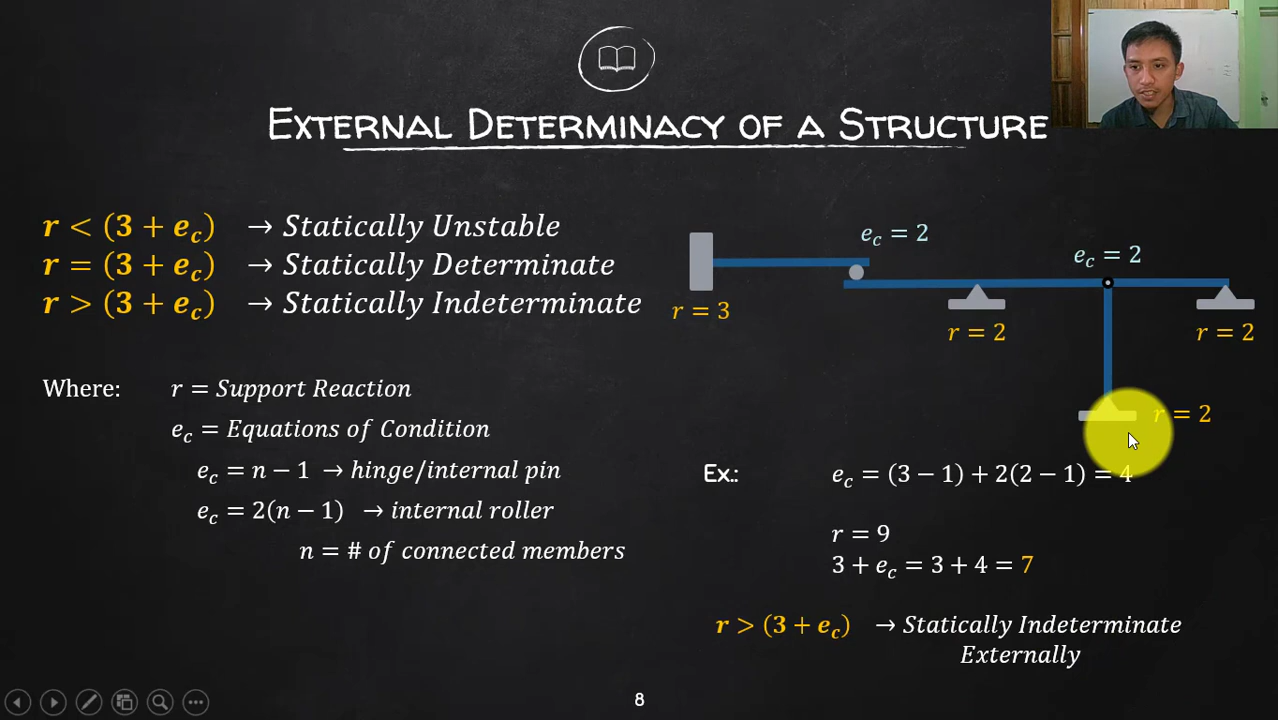 EXTERNAL DETERMINACY OF A STRUCTURE
r < (3 + e_c) → Statically Unstable
r = (3 + e_c) → Statically Determinate
r > (3 + e_c) → Statically Indeterminate
Where: r = Support Reaction
e_c = Equations of Condition
e_c = n − 1 → hinge/internal pin
e_c = 2(n − 1) → internal roller
n = # of connected members
e_c = 2
e_c = 2
r = 3
r = 2
r = 2
r = 2
Ex.: e_c = (3 − 1) + 2(2 − 1) = 4
r = 9
3 + e_c = 3 + 4 = 7
r > (3 + e_c) → Statically Indeterminate
Externally
8